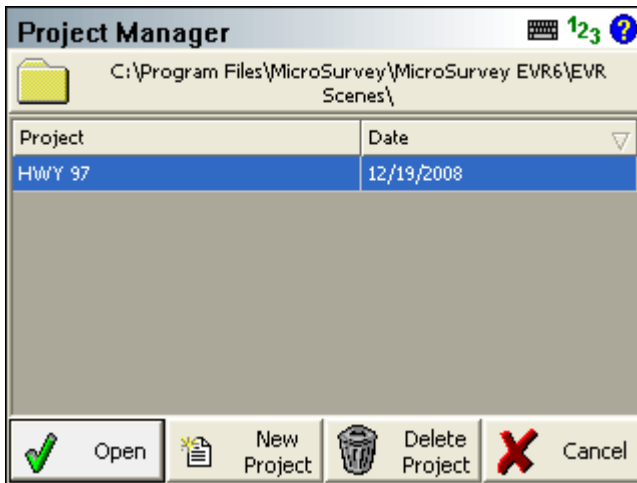 Project Manager
123
?
C:\Program Files\MicroSurvey\MicroSurvey EVR6\EVR
Scenes\
Project Date
HWY 97 12/19/2008
Open
New
Project
Delete
Project
Cancel